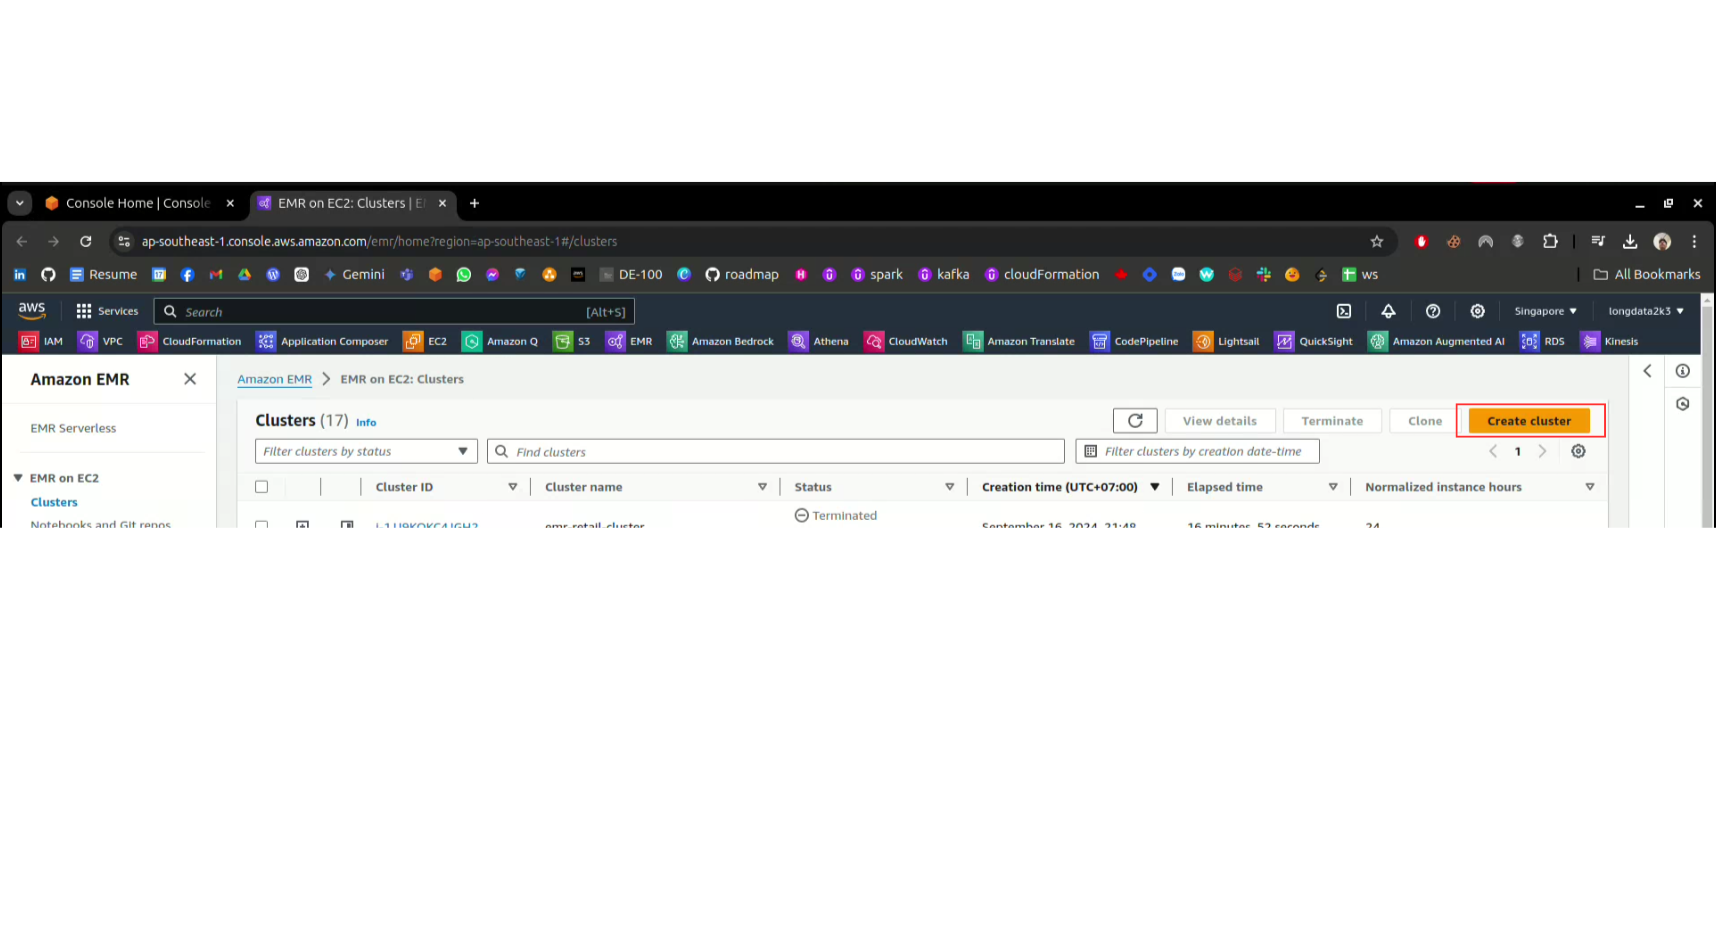 Console Home | Console
EMR on EC2: Clusters | E
ap-southeast-1.console.aws.amazon.com/emr/home?region=ap-southeast-1#/clusters
Resume Gemini DE-100 roadmap spark kafka cloudFormation ws All Bookmarks
aws Services Search [Alt+S] Singapore longdata2k3
IAM VPC CloudFormation Application Composer EC2 Amazon Q S3 EMR Amazon Bedrock Athena CloudWatch Amazon Translate CodePipeline Lightsail QuickSight Amazon Augmented AI RDS Kinesis
Amazon EMR
EMR Serverless
EMR on EC2
Clusters
Notebooks and Git repos
Amazon EMR > EMR on EC2: Clusters
Clusters (17) Info View details Terminate Clone Create cluster
Filter clusters by status Find clusters Filter clusters by creation date-time 1
Cluster ID Cluster name Status Creation time (UTC+07:00) Elapsed time Normalized instance hours
Terminated
emr-retail-cluster September 16, 2024, 21:48 16 minutes, 52 seconds 24